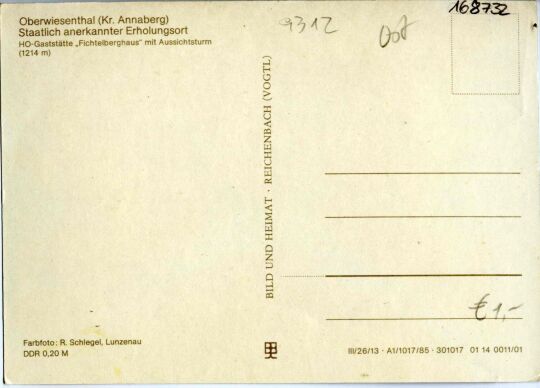 Oberwiesenthal (Kr. Annaberg)
Staatlich anerkannter Erholungsort
HO-Gaststätte „Fichtelberghaus" mit Aussichtsturm
(1214 m)
9312
Ost
168732
BILD UND HEIMAT · REICHENBACH (VOGTL)
€ 1,-
Farbfoto: R. Schlegel, Lunzenau
DDR 0,20 M
III/26/13 · A1/1017/85 · 301017 01 14 0011/01